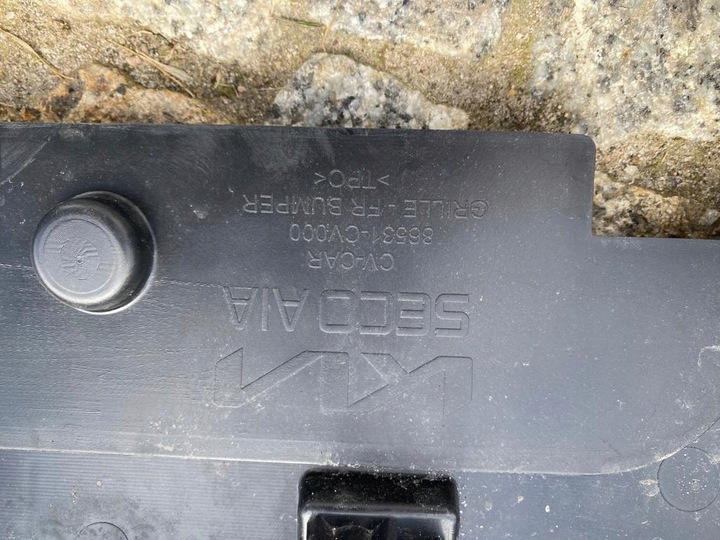 KIA
SECO AIA
CV-CAR
86531-CV000
GRILLE - FR BUMPER
>TPO<